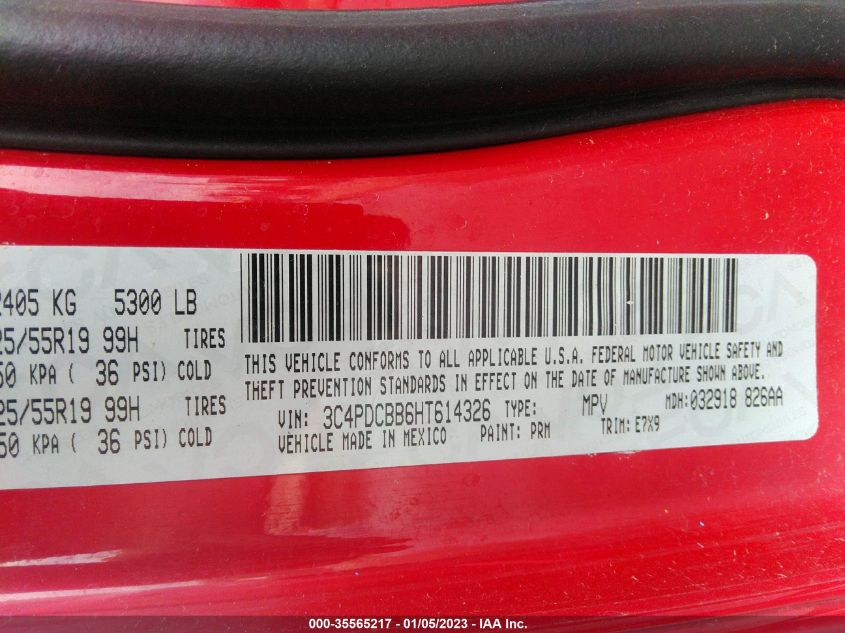 2405 KG 5300 LB
25/55R19 99H TIRES
50 KPA ( 36 PSI) COLD
25/55R19 99H TIRES
50 KPA ( 36 PSI) COLD
THIS VEHICLE CONFORMS TO ALL APPLICABLE U.S.A. FEDERAL MOTOR VEHICLE SAFETY AND
THEFT PREVENTION STANDARDS IN EFFECT ON THE DATE OF MANUFACTURE SHOWN ABOVE.
VIN: 3C4PDCBB6HT614326 TYPE: MPV MDH: 032918 826AA
VEHICLE MADE IN MEXICO PAINT: PRM TRIM: E7X9
000-35565217 - 01/05/2023 - IAA Inc.